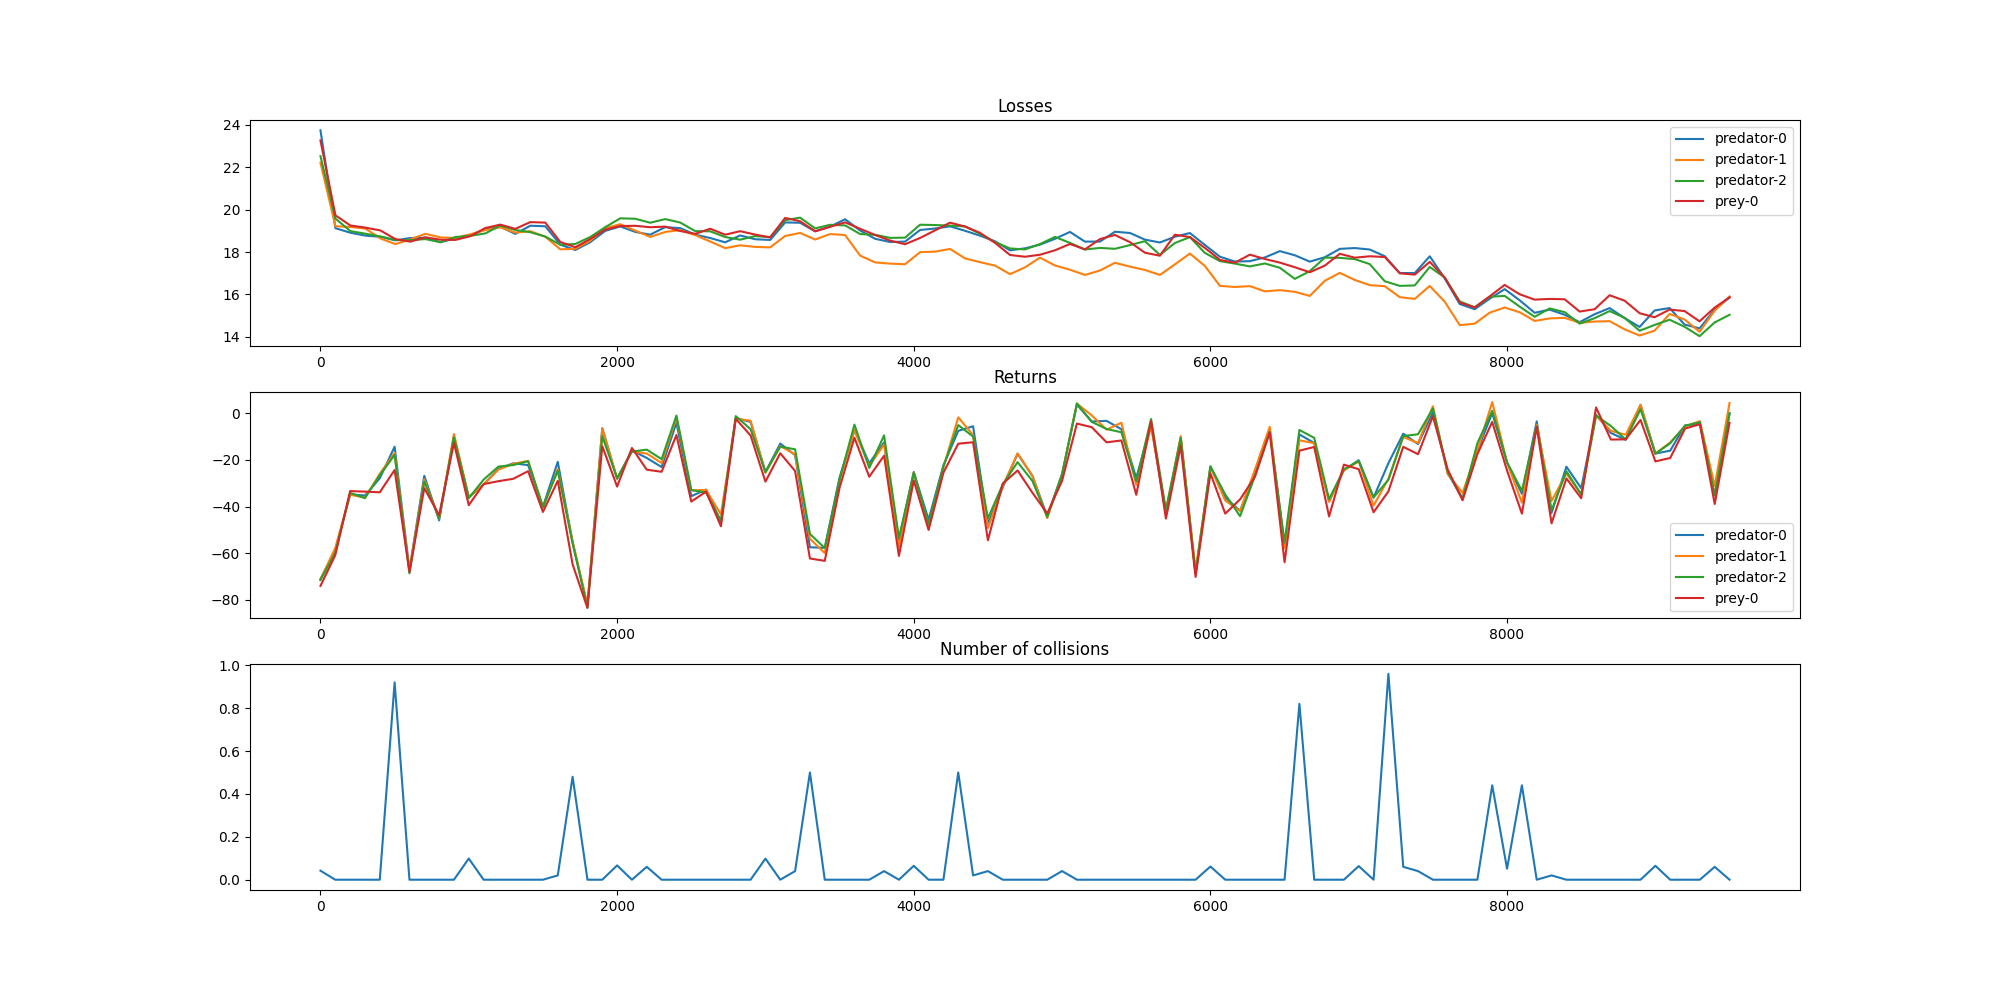 Losses
24
22
20
18
16
14
predator-0
predator-1
predator-2
prey-0
0 2000 4000 6000 8000
Returns
0
−20
−40
−60
−80
predator-0
predator-1
predator-2
prey-0
0 2000 4000 6000 8000
Number of collisions
1.0
0.8
0.6
0.4
0.2
0.0
0 2000 4000 6000 8000